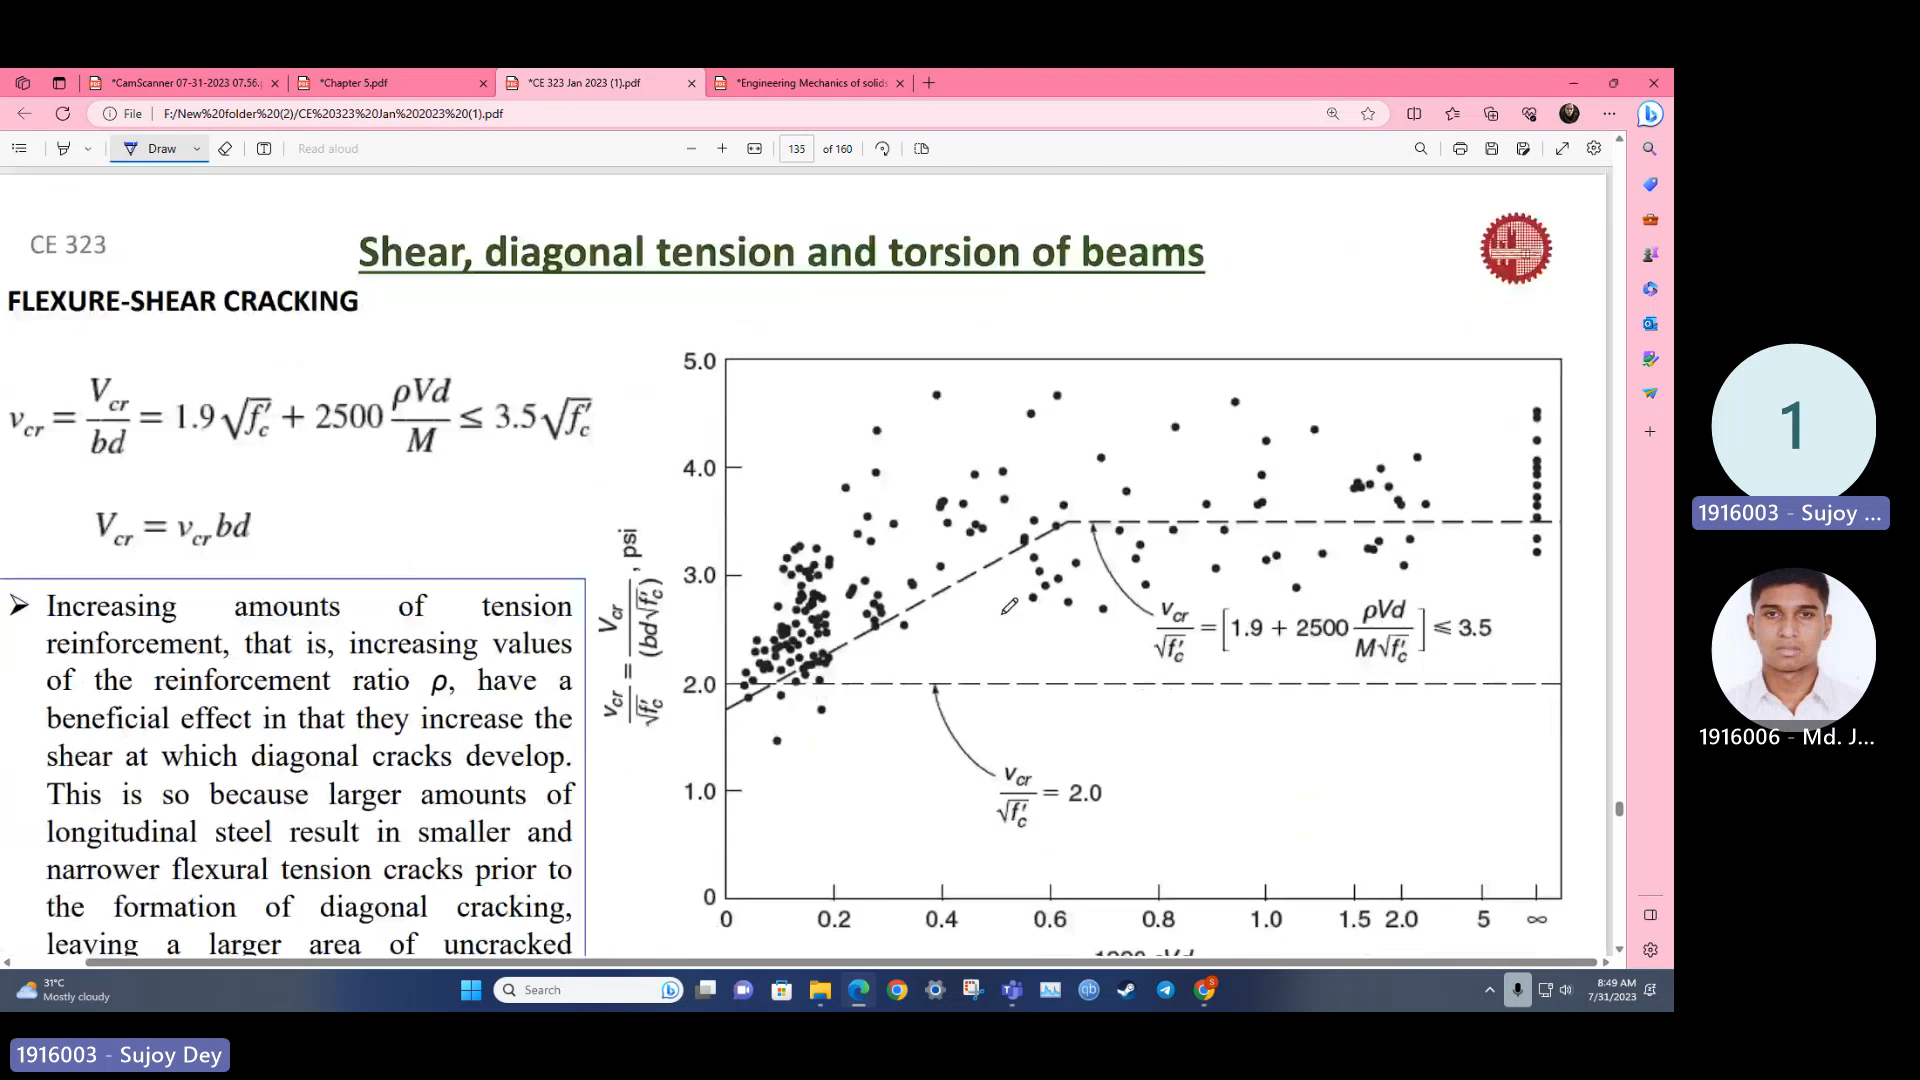 *CamScanner 07-31-2023 07.56.
*Chapter 5.pdf
*CE 323 Jan 2023 (1).pdf
*Engineering Mechanics of solids
File
F:/New%20folder%20(2)/CE%20323%20Jan%202023%20(1).pdf
Draw
Read aloud
135
of 160
CE 323
Shear, diagonal tension and torsion of beams
FLEXURE-SHEAR CRACKING
v_cr = V_cr/bd = 1.9 √f'_c + 2500 ρVd/M ≤ 3.5 √f'_c
V_cr = v_cr bd
➢ Increasing amounts of tension
reinforcement, that is, increasing values
of the reinforcement ratio ρ, have a
beneficial effect in that they increase the
shear at which diagonal cracks develop.
This is so because larger amounts of
longitudinal steel result in smaller and
narrower flexural tension cracks prior to
the formation of diagonal cracking,
leaving a larger area of uncracked
v_cr/√f'_c = V_cr/(bd√f'_c), psi
5.0
4.0
3.0
2.0
1.0
0
v_cr/√f'_c = [1.9 + 2500 ρVd/M√f'_c] ≤ 3.5
v_cr/√f'_c = 2.0
0 0.2 0.4 0.6 0.8 1.0 1.5 2.0 5 ∞
1
1916003 - Sujoy ...
1916006 - Md. J...
31°C
Mostly cloudy
Search
8:49 AM
7/31/2023
1916003 - Sujoy Dey